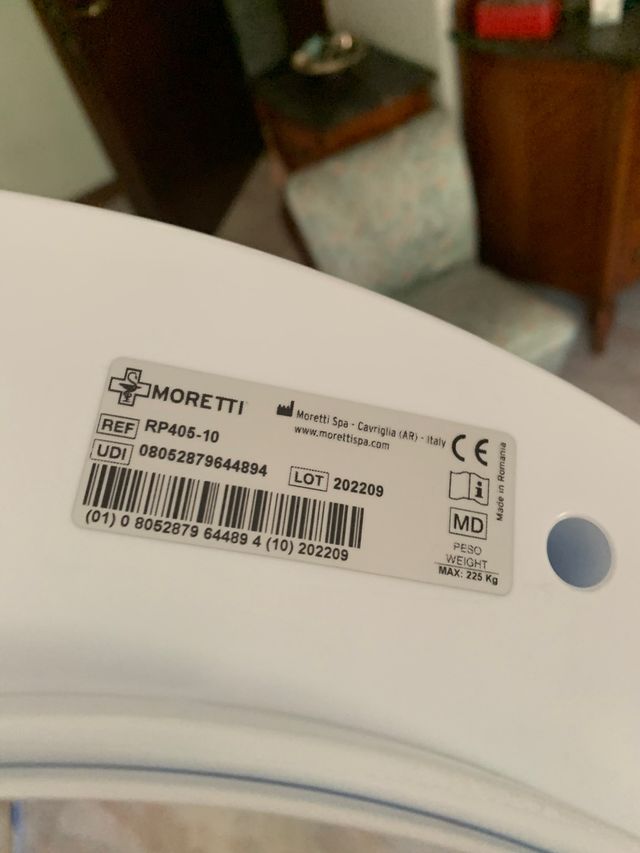 MORETTI
Moretti Spa - Cavriglia (AR) - Italy
www.morettispa.com
REF RP405-10
UDI 08052879644894
LOT 202209
(01) 0 8052879 64489 4 (10) 202209
CE
i
MD
PESO
WEIGHT
MAX: 225 Kg
Made in Romania